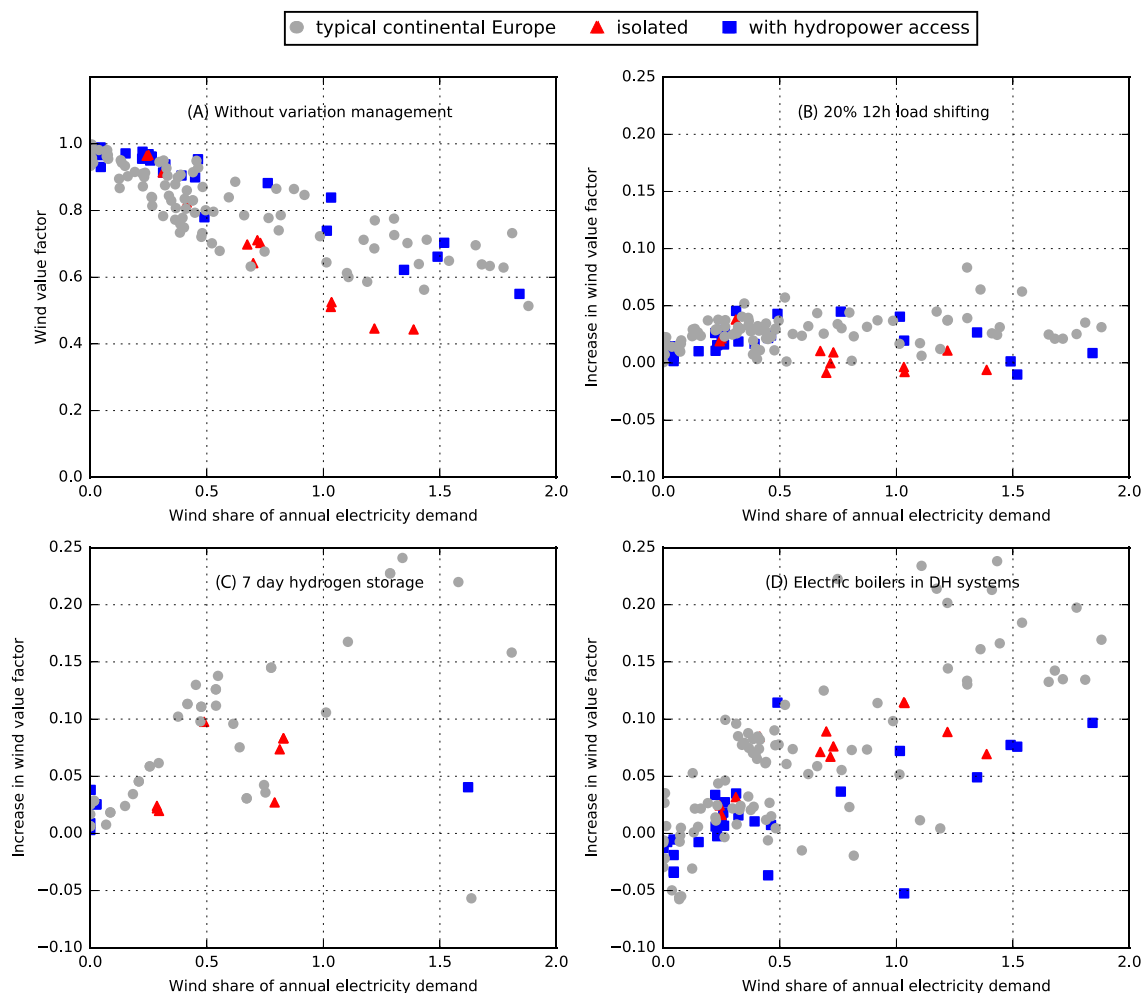 typical continental Europe isolated with hydropower access
(A) Without variation management
Wind value factor
1.0
0.8
0.6
0.4
1.0
0.0
0.0 0.5 1.0 1.5 2.0
Wind share of annual electricity demand
(B) 20% 12h load shifting
Increase in wind value factor
0.25
0.20
0.15
0.10
0.05
0.00
−0.05
−0.10
0.0 0.5 1.0 1.5 2.0
Wind share of annual electricity demand
(C) 7 day hydrogen storage
Increase in wind value factor
0.25
0.20
0.15
0.10
0.05
0.00
−0.05
−0.10
0.0 0.5 1.0 1.5 2.0
Wind share of annual electricity demand
(D) Electric boilers in DH systems
Increase in wind value factor
0.25
0.20
0.15
0.10
0.05
0.00
−0.05
−0.10
0.0 0.5 1.0 1.5 2.0
Wind share of annual electricity demand